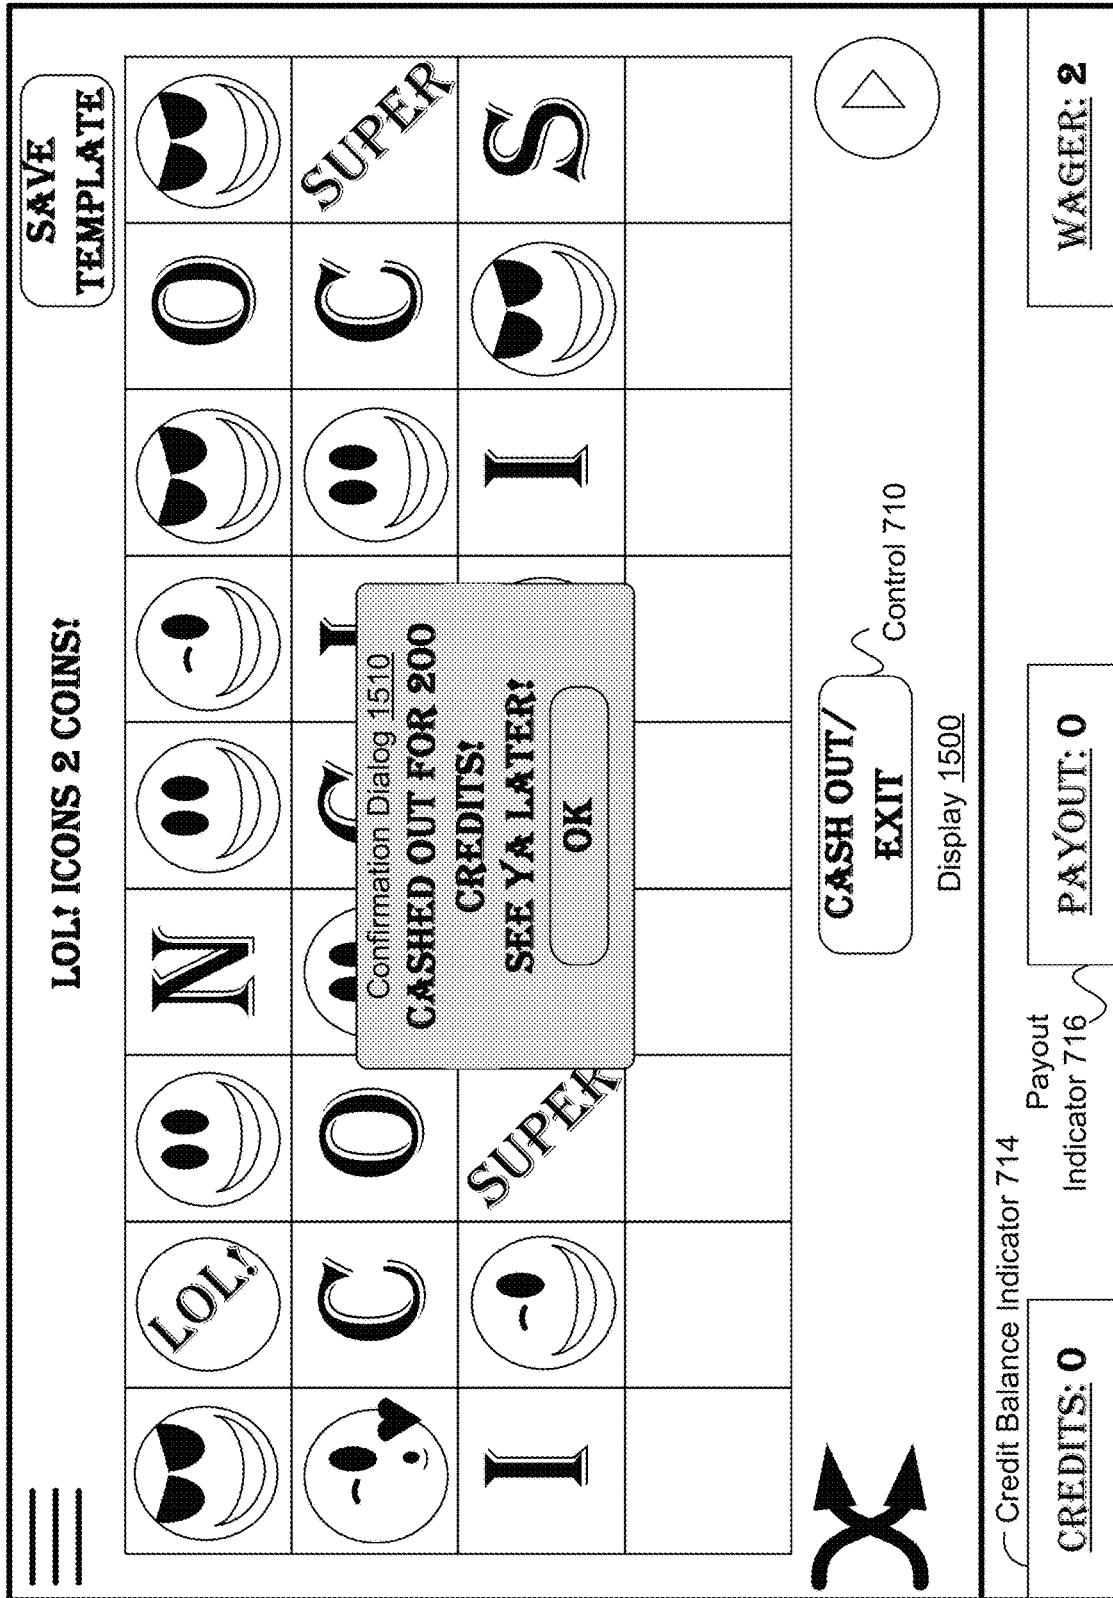 LOL! ICONS 2 COINS!
SAVE
TEMPLATE
LOL! N O
C O C C SUPER
I SUPER I S
Confirmation Dialog 1510
CASHED OUT FOR 200
CREDITS!
SEE YA LATER!
OK
CASH OUT/
EXIT
Control 710
Display 1500
Credit Balance Indicator 714
Payout
Indicator 716
CREDITS: 0
PAYOUT: 0
WAGER: 2